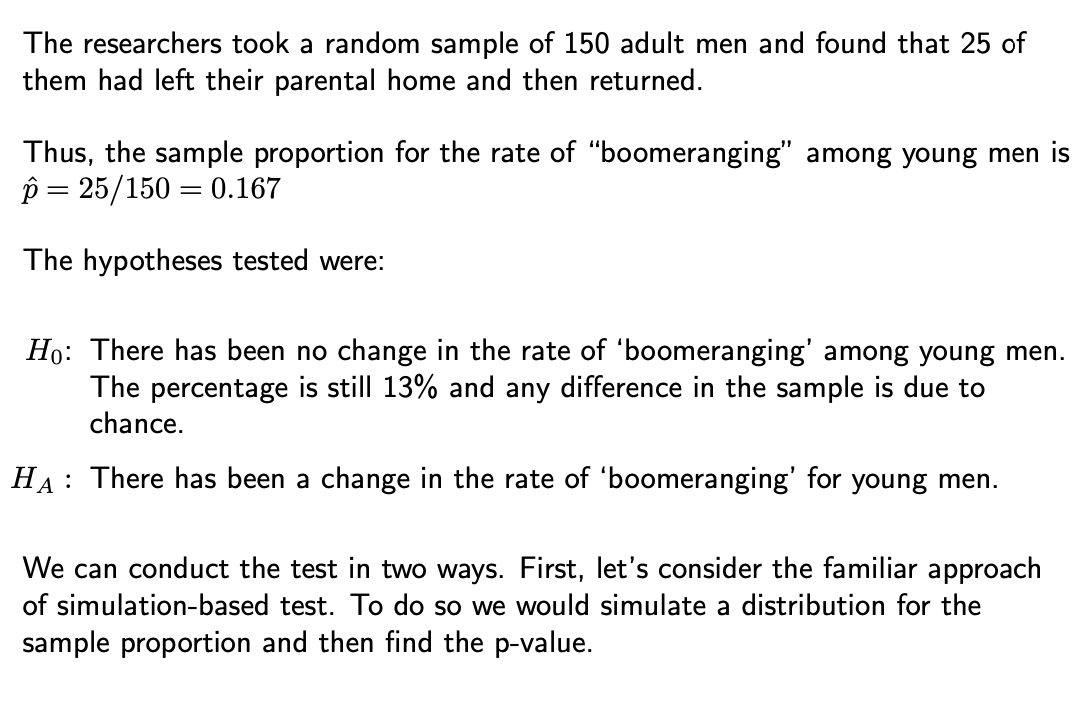 The researchers took a random sample of 150 adult men and found that 25 of
them had left their parental home and then returned.
Thus, the sample proportion for the rate of “boomeranging” among young men is
p̂ = 25/150 = 0.167
The hypotheses tested were:
H₀: There has been no change in the rate of ‘boomeranging’ among young men.
The percentage is still 13% and any difference in the sample is due to
chance.
H_A : There has been a change in the rate of ‘boomeranging’ for young men.
We can conduct the test in two ways. First, let’s consider the familiar approach
of simulation-based test. To do so we would simulate a distribution for the
sample proportion and then find the p-value.